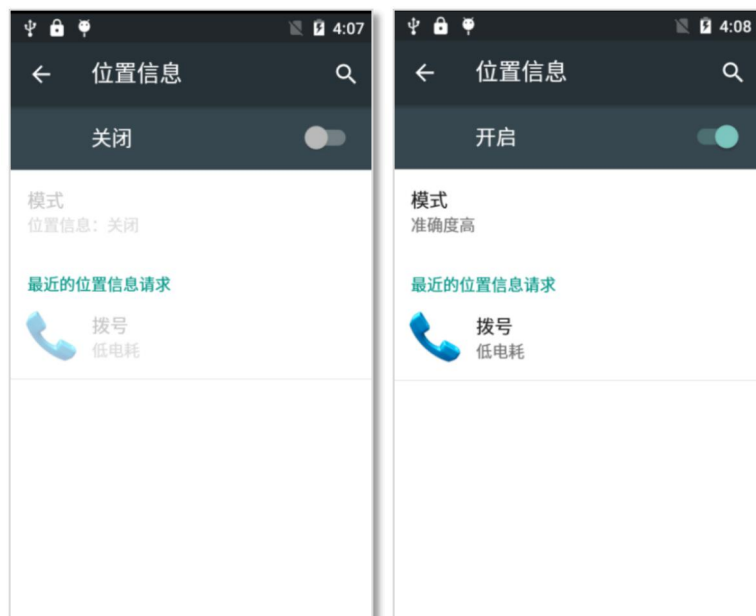 4:07
位置信息
关闭
模式
位置信息：关闭
最近的位置信息请求
拨号
低电耗
4:08
位置信息
开启
模式
准确度高
最近的位置信息请求
拨号
低电耗